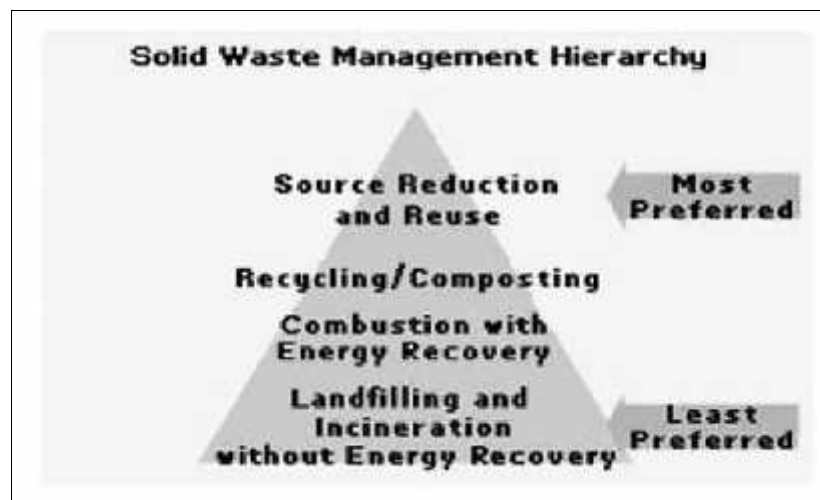 Solid Waste Management Hierarchy
Source Reduction
and Reuse
Most
Preferred
Recycling/Composting
Combustion with
Energy Recovery
Landfilling and
Incineration
without Energy Recovery
Least
Preferred